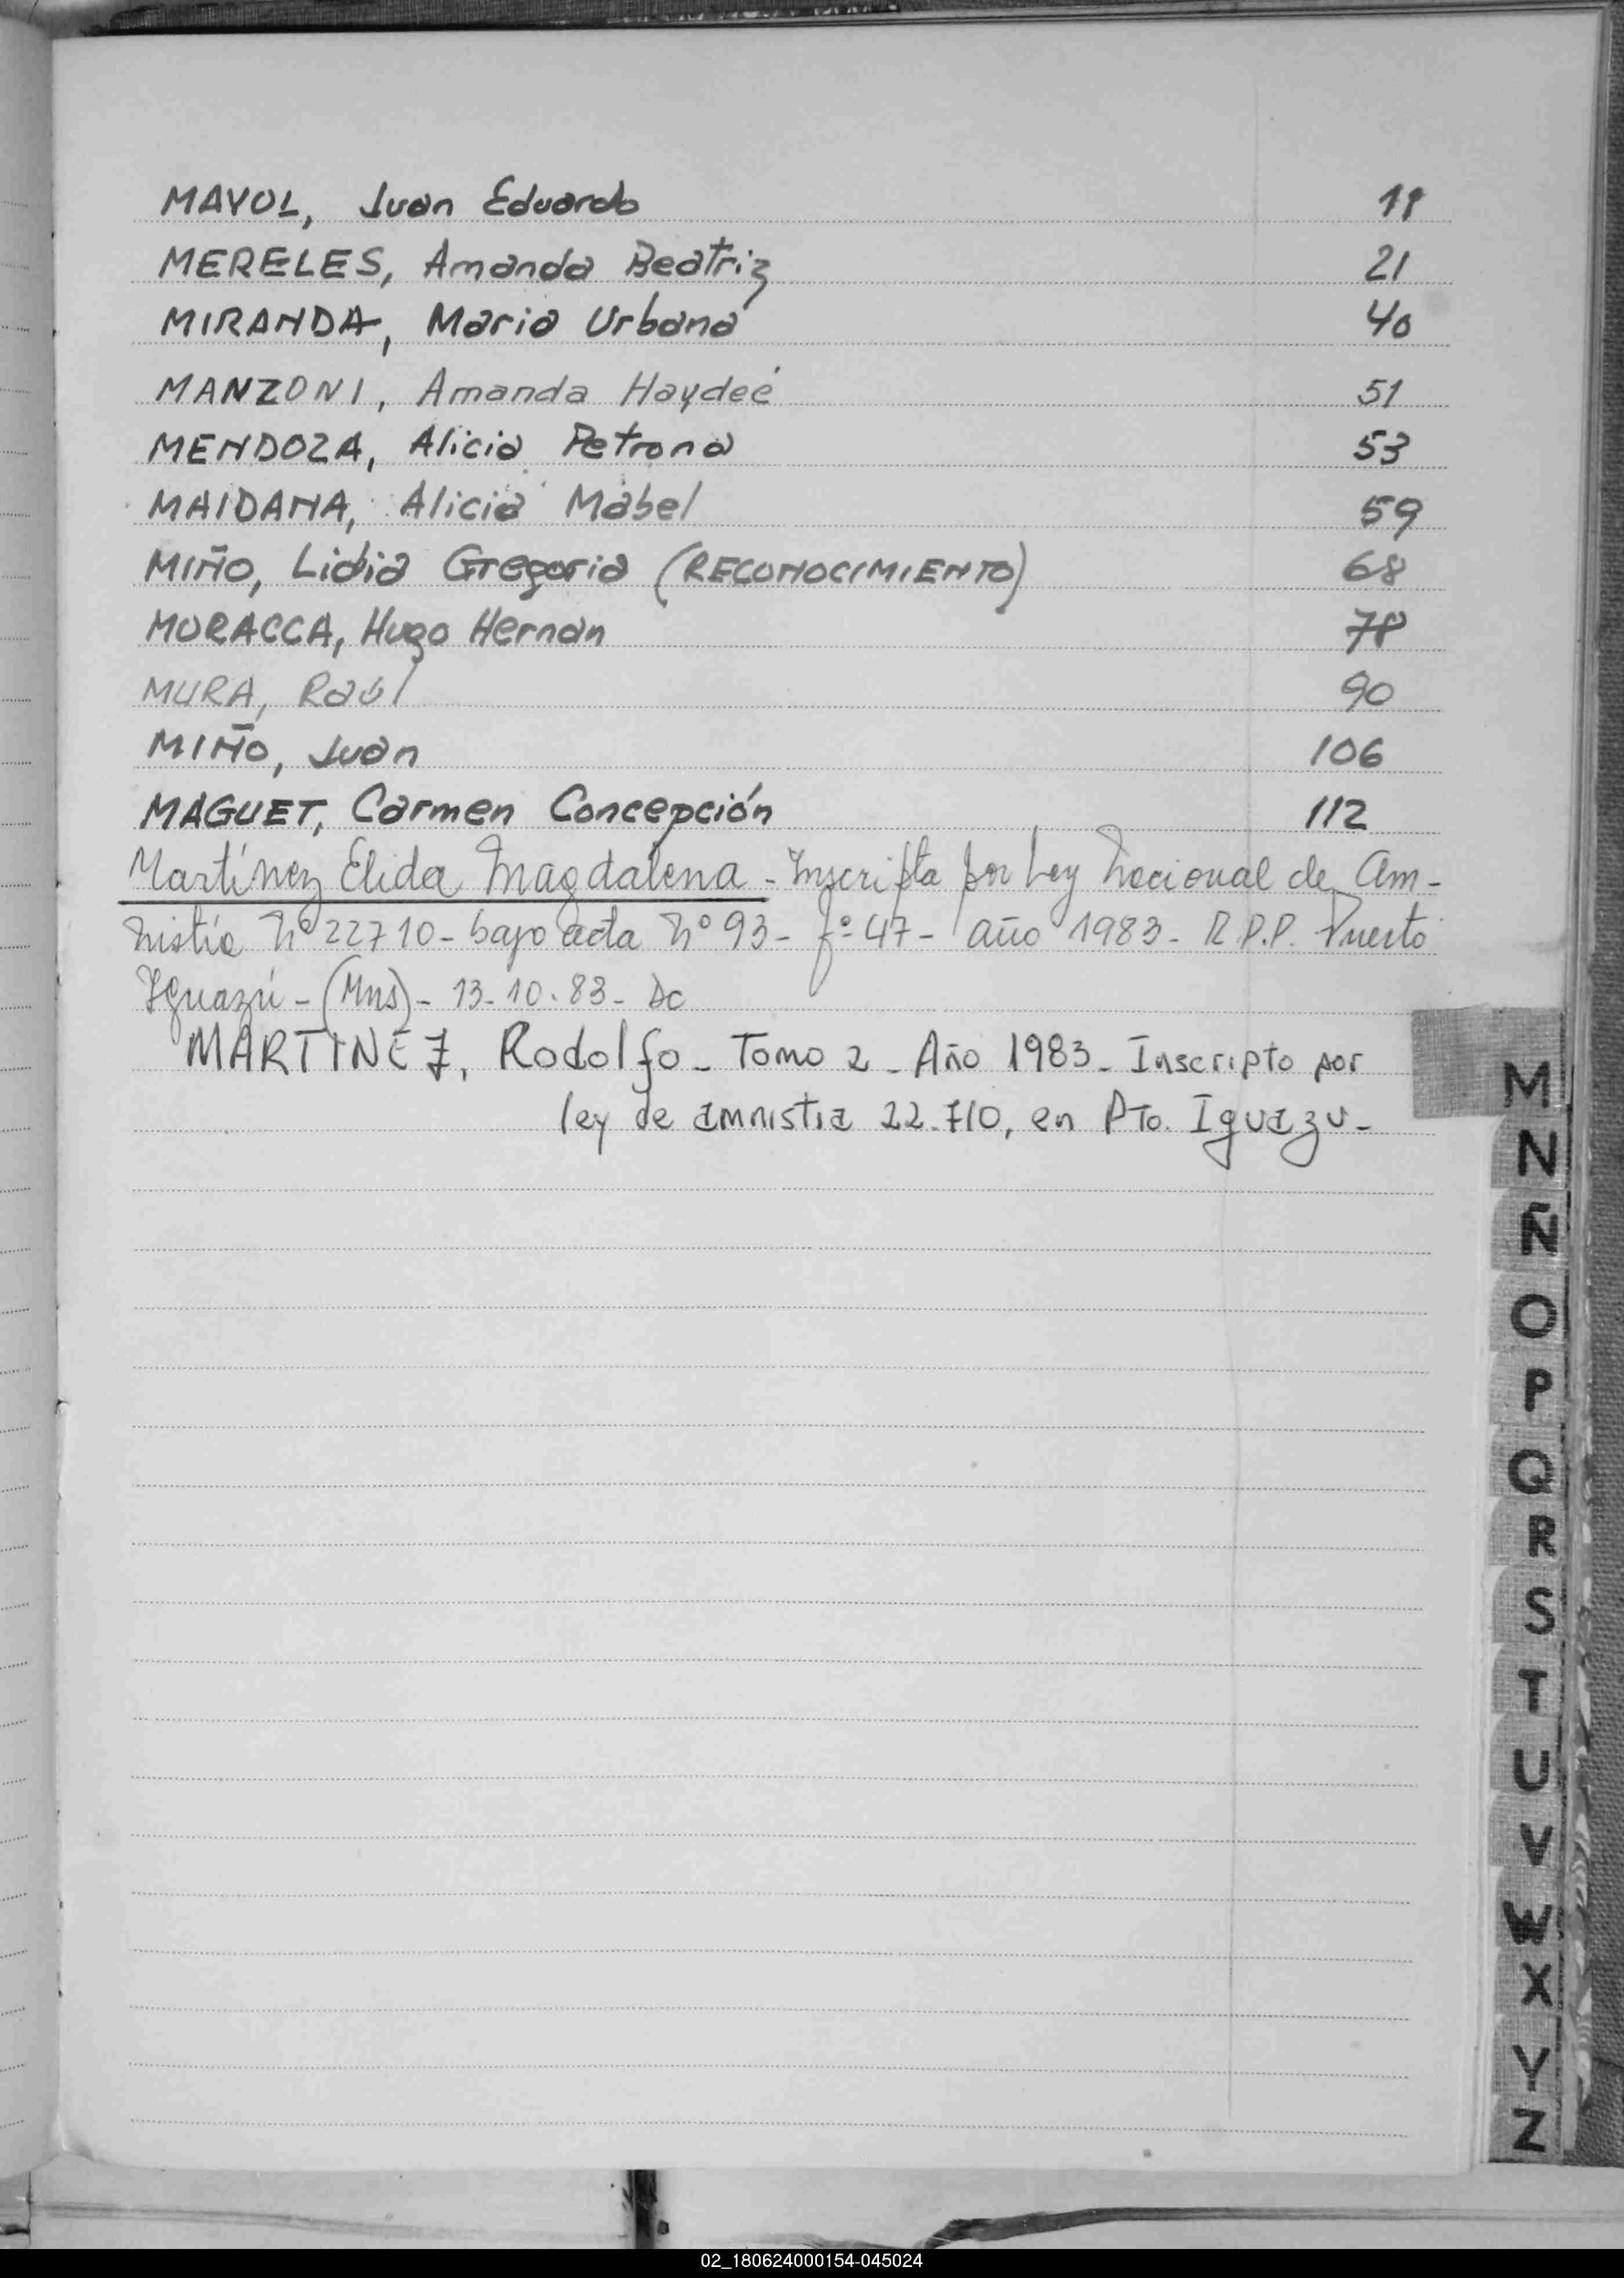 MAYOL, Juan Eduardo 11
MERELES, Amanda Beatriz 21
MIRANDA, Maria Urbana 40
MANZONI, Amanda Haydeé 51
MENDOZA, Alicia Petrona 53
MAIDANA, Alicia Mabel 59
MIÑO, Lidia Gregoria (RECONOCIMIENTO) 68
MORACCA, Hugo Hernan 78
MURA, Raúl 90
MIÑO, Juan 106
MAGUET, Carmen Concepción 112
Martínez Elida Magdalena - Inscripta por Ley Nacional de Am-
nistía Nº 22710 - bajo acta Nº 93 - fº 47 - año 1983 - R.P.P. Puerto
Iguazú - (Mns) - 13-10-83 - Dc
MARTINEZ, Rodolfo - Tomo 2 - Año 1983 - Inscripto por
ley de amnistia 22.710, en Pto. Iguazu -
M
N
Ñ
O
P
Q
R
S
T
U
V
W
X
Y
Z
02_180624000154-045024